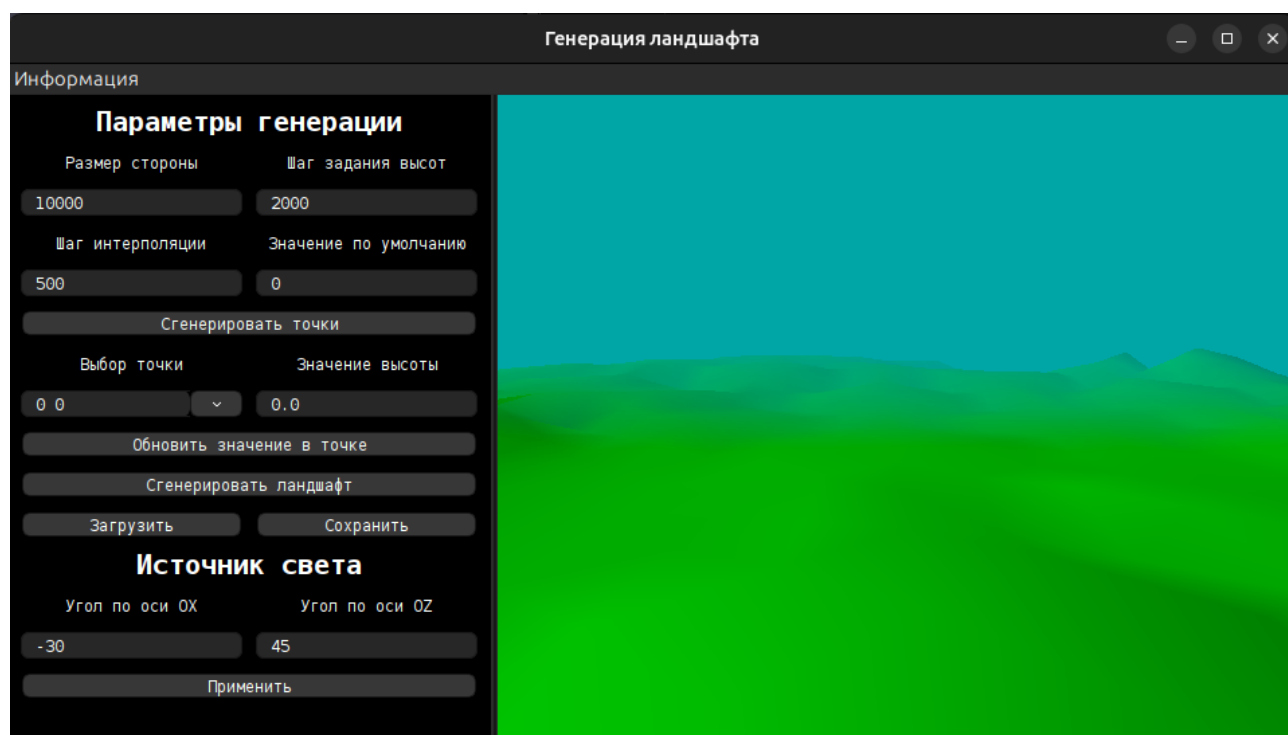 Генерация ландшафта
Информация
Параметры генерации
Размер стороны Шаг задания высот
10000 2000
Шаг интерполяции Значение по умолчанию
500 0
Сгенерировать точки
Выбор точки Значение высоты
0 0 0.0
Обновить значение в точке
Сгенерировать ландшафт
Загрузить Сохранить
Источник света
Угол по оси OX Угол по оси OZ
-30 45
Применить